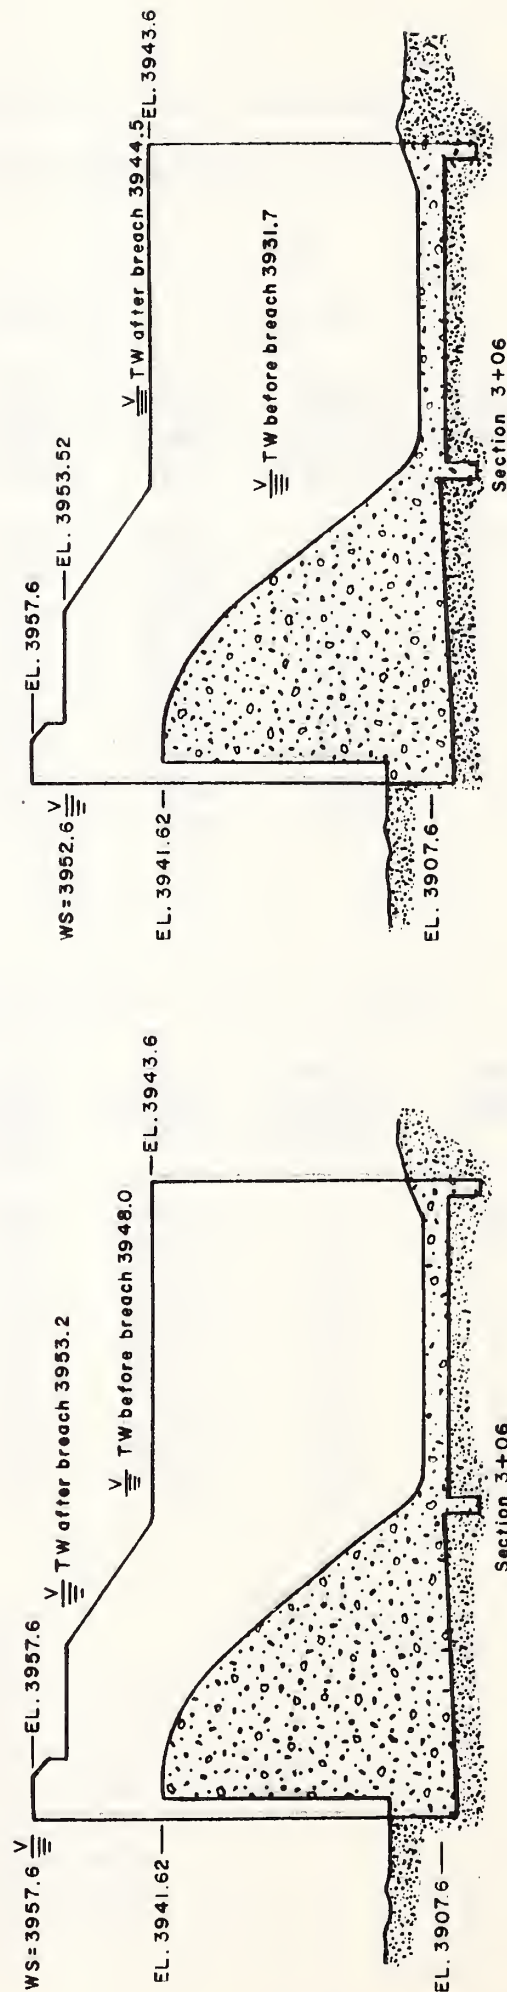 WS=3957.6
EL. 3957.6
TW after breach 3953.2
TW before breach 3948.0
EL. 3943.6
EL. 3941.62
EL. 3907.6
Section 3+06
WS=3952.6
EL. 3957.6
EL. 3953.52
TW after breach 3944.5
EL. 3943.6
TW before breach 3931.7
EL. 3941.62
EL. 3907.6
Section 3+06